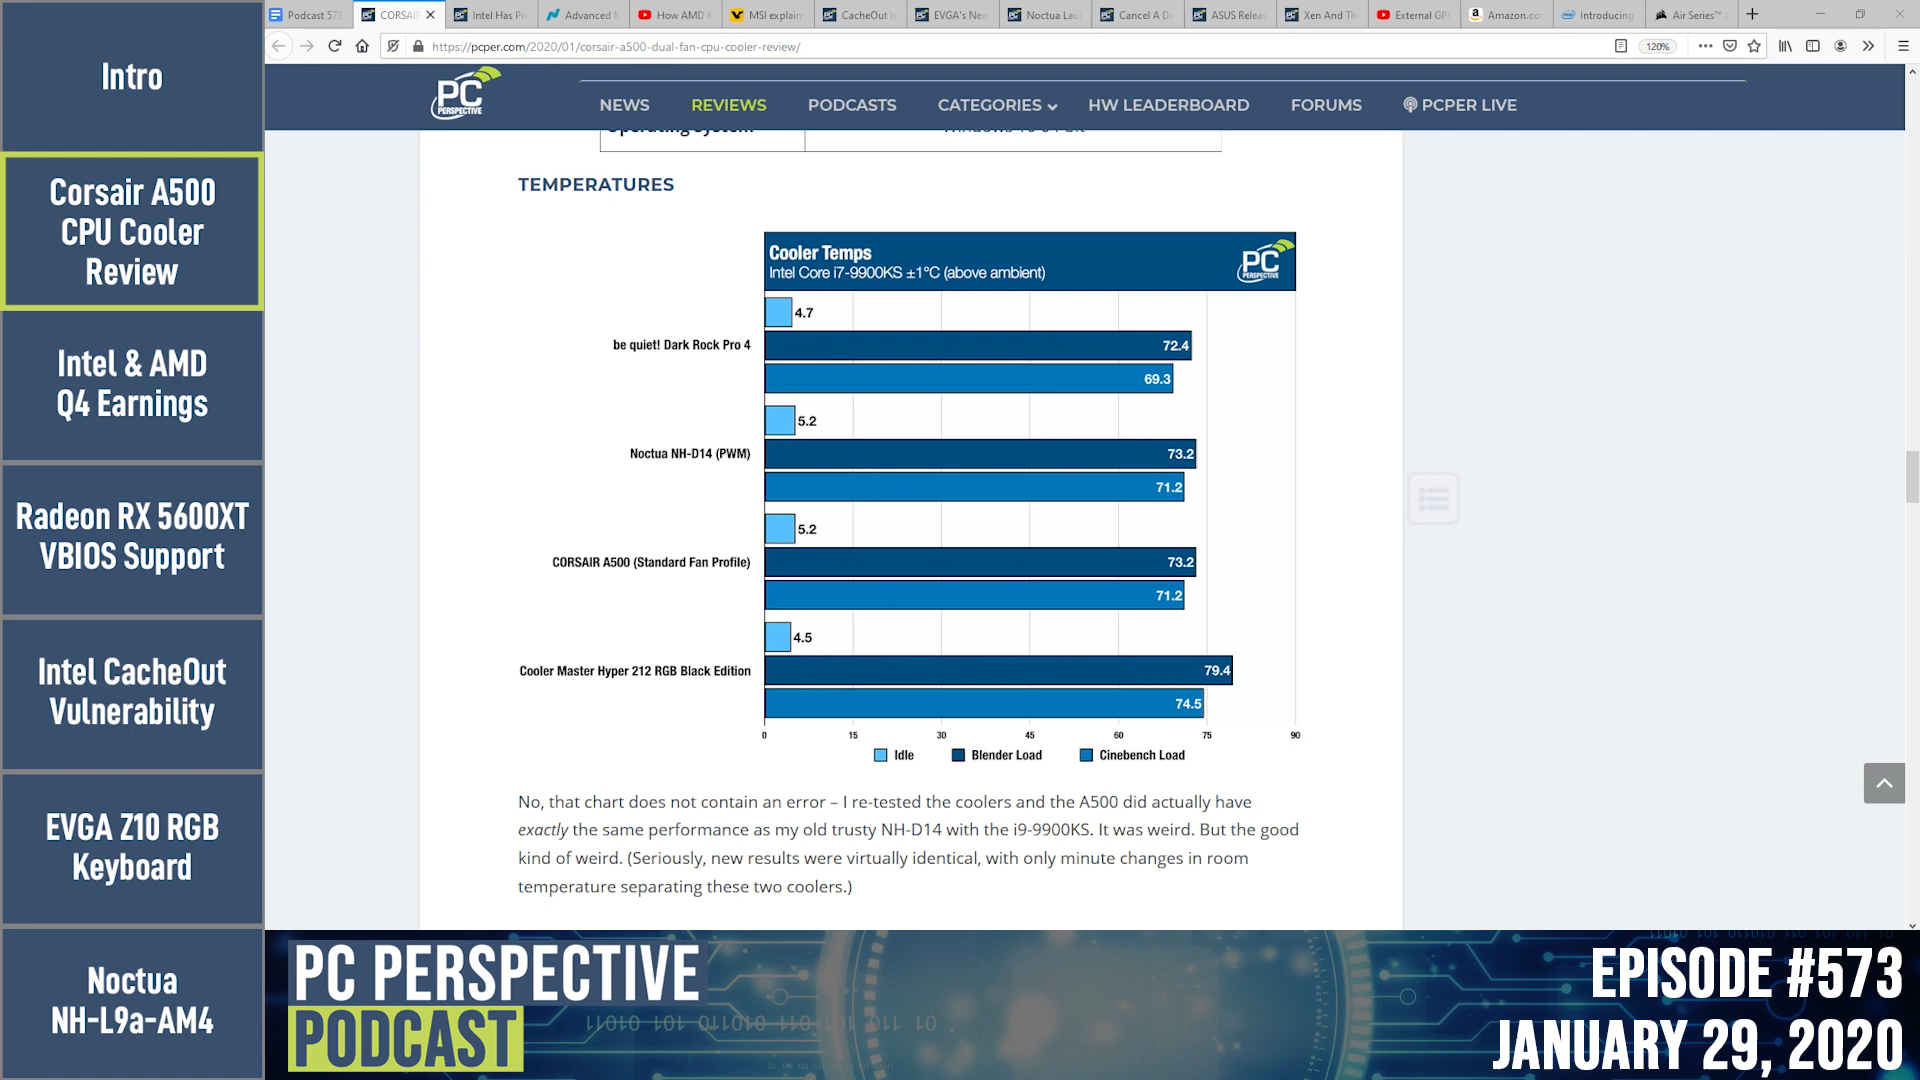 Intro
Corsair A500
CPU Cooler
Review
Intel & AMD
Q4 Earnings
Radeon RX 5600XT
VBIOS Support
Intel CacheOut
Vulnerability
EVGA Z10 RGB
Keyboard
Noctua
NH-L9a-AM4
Podcast 573
CORSAI
Intel Has Pr
Advanced M
How AMD R
MSI explain
CacheOut i
EVGA's New
Noctua Lau
Cancel A Di
ASUS Releas
Xen And Th
External GP
Amazon.co
Introducing
Air Series™
https://pcper.com/2020/01/corsair-a500-dual-fan-cpu-cooler-review/
120%
PC
PERSPECTIVE
NEWS
REVIEWS
PODCASTS
CATEGORIES
HW LEADERBOARD
FORUMS
PCPER LIVE
Operating System
Windows 10 64-bit
TEMPERATURES
Cooler Temps
Intel Core i7-9900KS ±1°C (above ambient)
PC
PERSPECTIVE
be quiet! Dark Rock Pro 4
4.7
72.4
69.3
Noctua NH-D14 (PWM)
5.2
73.2
71.2
CORSAIR A500 (Standard Fan Profile)
5.2
73.2
71.2
Cooler Master Hyper 212 RGB Black Edition
4.5
79.4
74.5
0 15 30 45 60 75 90
Idle
Blender Load
Cinebench Load
No, that chart does not contain an error – I re-tested the coolers and the A500 did actually have
exactly the same performance as my old trusty NH-D14 with the i9-9900KS. It was weird. But the good
kind of weird. (Seriously, new results were virtually identical, with only minute changes in room
temperature separating these two coolers.)
PC PERSPECTIVE
PODCAST
EPISODE #573
JANUARY 29, 2020